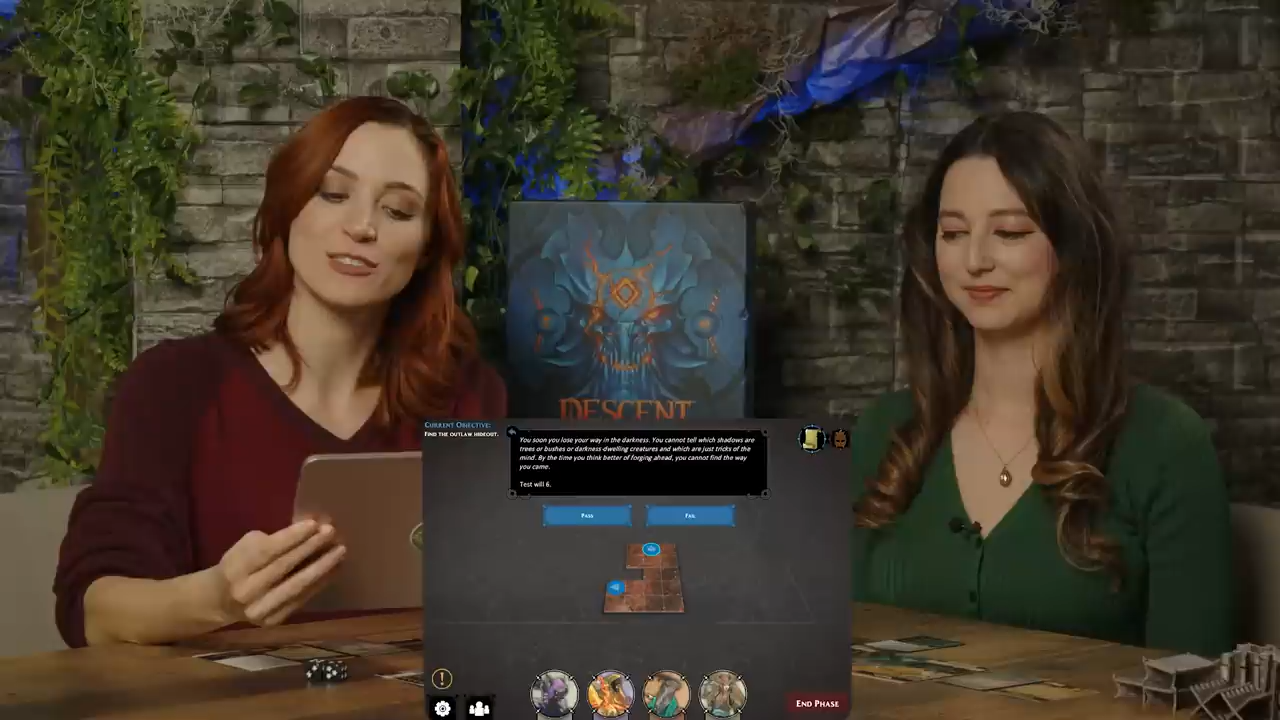 DESCENT
CURRENT OBJECTIVE:
FIND THE OUTLAW HIDEOUT.
You soon you lose your way in the darkness. You cannot tell which shadows are
trees or bushes or darkness-dwelling creatures and which are just tricks of the
mind. By the time you think better of forging ahead, you cannot find the way
you came.
Test will 6.
PASS
FAIL
END PHASE